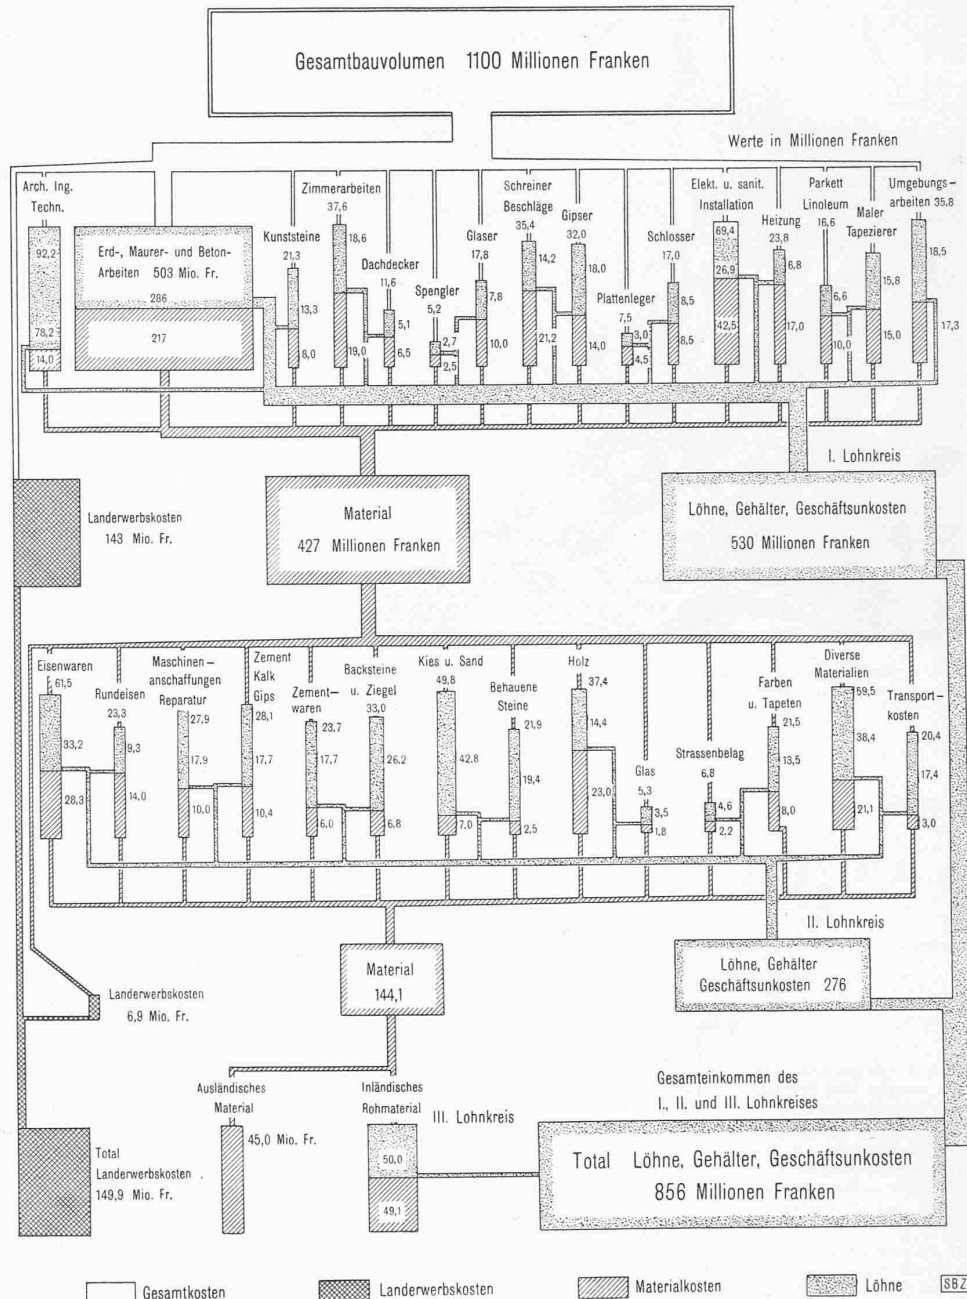 Gesamtbauvolumen 1100 Millionen Franken
Werte in Millionen Franken
Arch. Ing.
Techn.
92,2
78,2
14,0
Erd-, Maurer- und Beton-
Arbeiten 503 Mio. Fr.
286
217
Kunststeine
21,3
13,3
8,0
Zimmerarbeiten
37,6
18,6
19,0
Dachdecker
11,6
5,1
6,5
Spengler
5,2
2,7
2,5
Glaser
17,8
7,8
10,0
Schreiner
Beschläge
35,4
14,2
21,2
Gipser
32,0
18,0
14,0
Plattenleger
7,5
3,0
4,5
Schlosser
17,0
8,5
8,5
Elekt. u. sanit.
Installation
69,4
26,9
42,5
Heizung
23,8
6,8
17,0
Parkett
Linoleum
16,6
6,6
10,0
Maler
Tapezierer
15,8
15,0
Umgebungs-
arbeiten 35,8
18,5
17,3
I. Lohnkreis
Landerwerbskosten
143 Mio. Fr.
Material
427 Millionen Franken
Löhne, Gehälter, Geschäftsunkosten
530 Millionen Franken
Eisenwaren
61,5
33,2
28,3
Rundeisen
23,3
9,3
14,0
Maschinen-
anschaffungen
Reparatur
27,9
17,9
10,0
Zement
Kalk
Gips
28,1
17,7
10,4
Zement-
waren
23,7
17,7
6,0
Backsteine
u. Ziegel
33,0
26,2
6,8
Kies u. Sand
49,8
42.8
7,0
Behauene
Steine
21,9
19,4
2,5
Holz
37,4
14,4
23,0
Glas
5,3
3,5
1,8
Strassenbelag
6,8
4,6
2,2
Farben
u. Tapeten
21,5
13,5
8,0
Diverse
Materialien
59,5
38,4
21,1
Transport-
kosten
20,4
17,4
3,0
II. Lohnkreis
Material
144,1
Löhne, Gehälter
Geschäftsunkosten 276
Landerwerbskosten
6,9 Mio. Fr.
Ausländisches
Material
45,0 Mio. Fr.
Inländisches
Rohmaterial
50,0
49,1
III. Lohnkreis
Gesamteinkommen des
I., II. und III. Lohnkreises
Total Löhne, Gehälter, Geschäftsunkosten
856 Millionen Franken
Total
Landerwerbskosten
149,9 Mio. Fr.
Gesamtkosten
Landerwerbskosten
Materialkosten
Löhne
SBZ